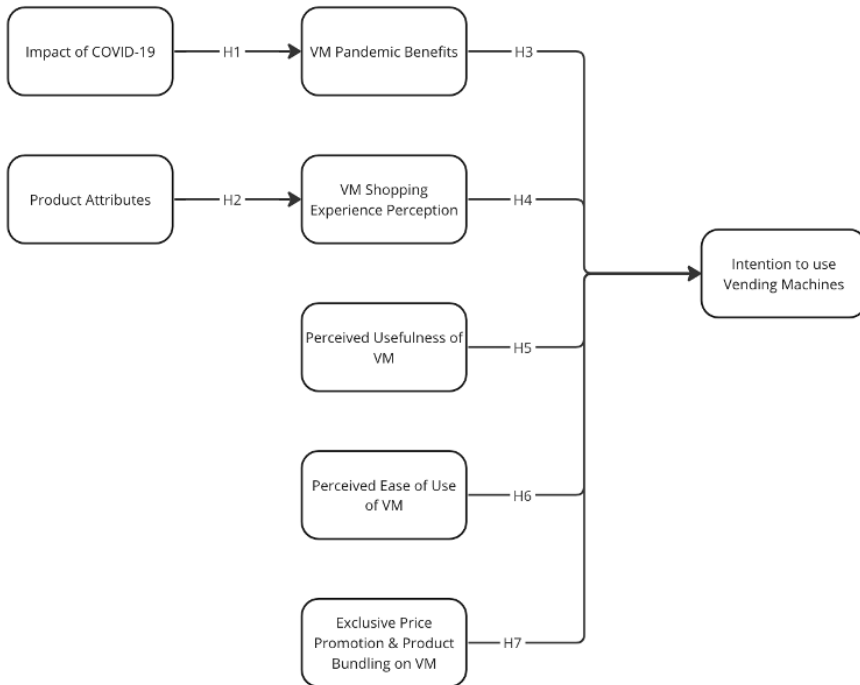 Impact of COVID-19
H1
VM Pandemic Benefits
H3
Product Attributes
H2
VM Shopping
Experience Perception
H4
Intention to use
Vending Machines
Perceived Usefulness of
VM
H5
Perceived Ease of Use
of VM
H6
Exclusive Price
Promotion & Product
Bundling on VM
H7